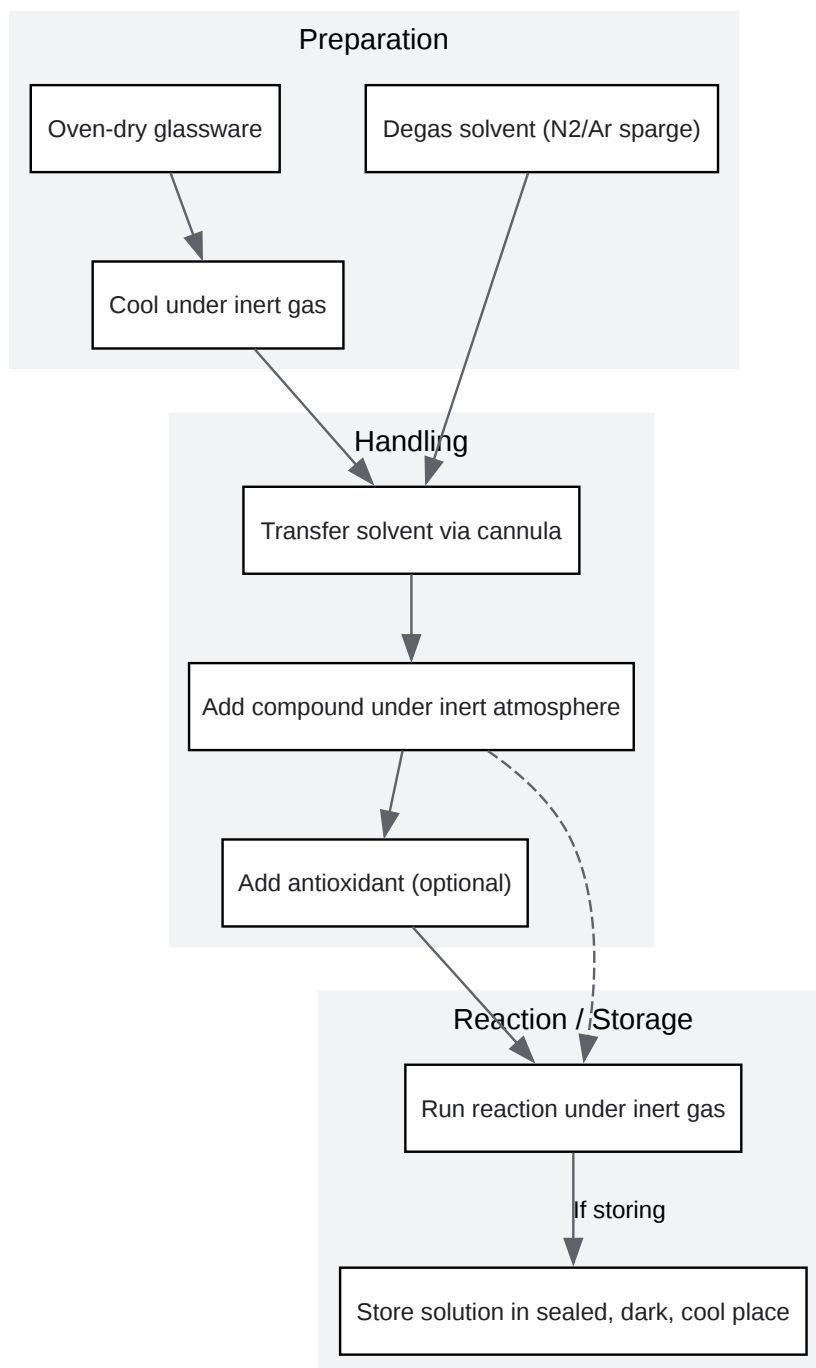 Preparation
Oven-dry glassware
Degas solvent (N2/Ar sparge)
Cool under inert gas
Handling
Transfer solvent via cannula
Add compound under inert atmosphere
Add antioxidant (optional)
Reaction / Storage
Run reaction under inert gas
If storing
Store solution in sealed, dark, cool place